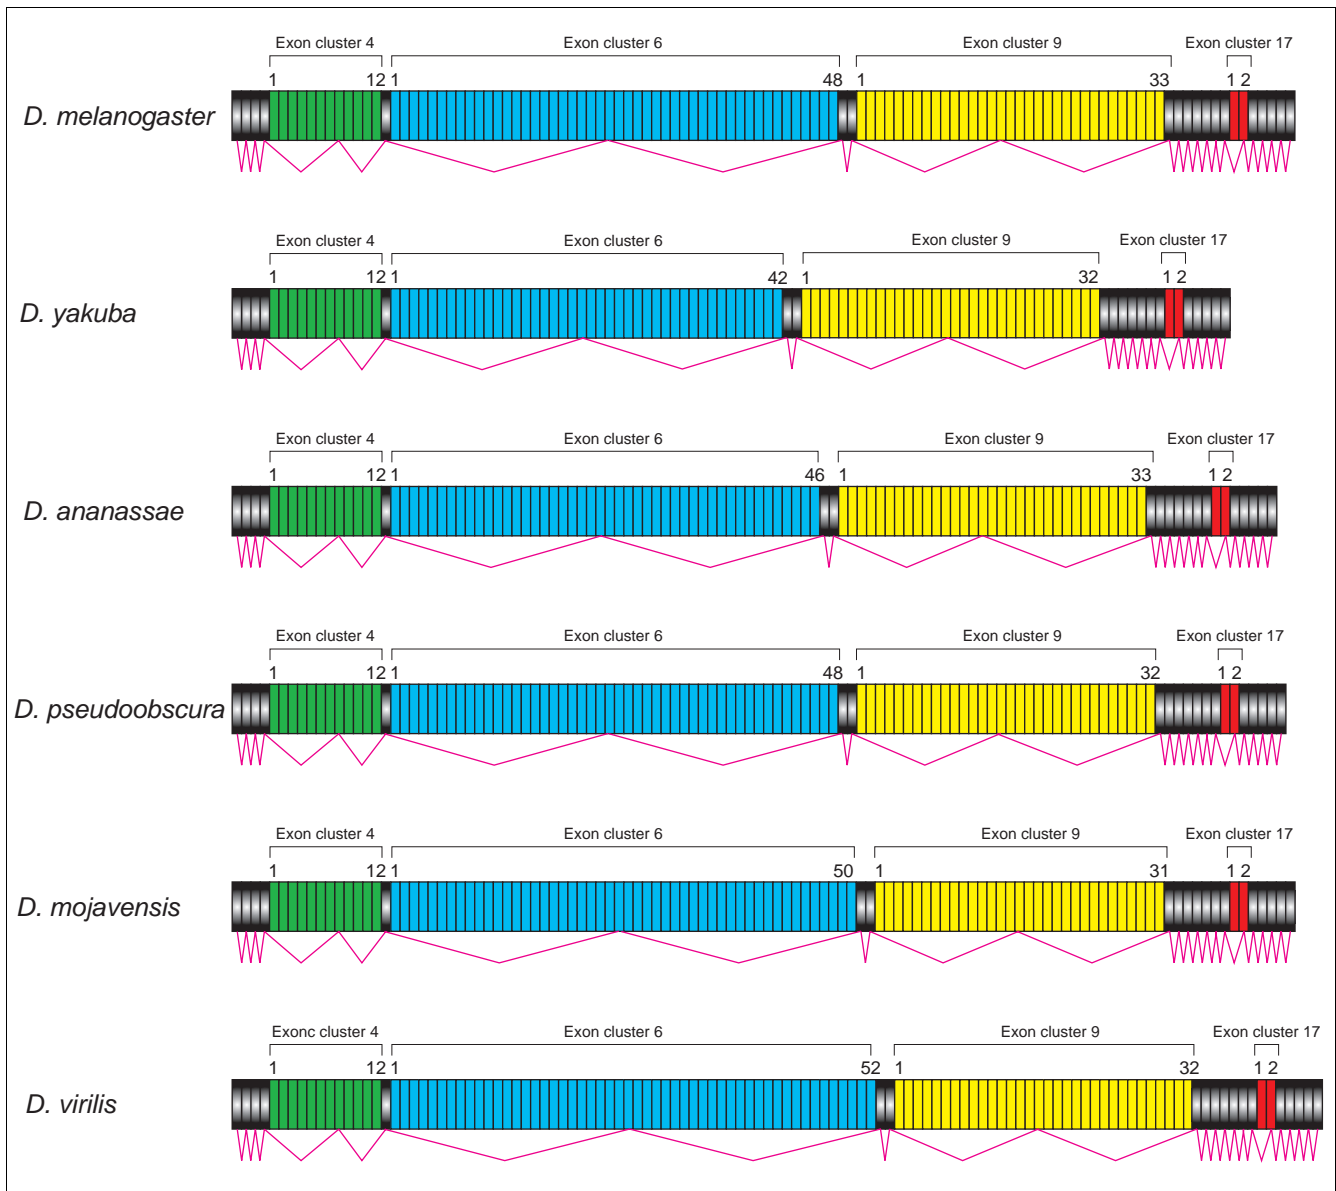 Exon cluster 4 Exon cluster 6 Exon cluster 9 Exon cluster 17
1 12 1 48 1 33 1 2
D. melanogaster
Exon cluster 4 Exon cluster 6 Exon cluster 9 Exon cluster 17
1 12 1 42 1 32 1 2
D. yakuba
Exon cluster 4 Exon cluster 6 Exon cluster 9 Exon cluster 17
1 12 1 46 1 33 1 2
D. ananassae
Exon cluster 4 Exon cluster 6 Exon cluster 9 Exon cluster 17
1 12 1 48 1 32 1 2
D. pseudoobscura
Exon cluster 4 Exon cluster 6 Exon cluster 9 Exon cluster 17
1 12 1 50 1 31 1 2
D. mojavensis
Exonc cluster 4 Exon cluster 6 Exon cluster 9 Exon cluster 17
1 12 1 52 1 32 1 2
D. virilis